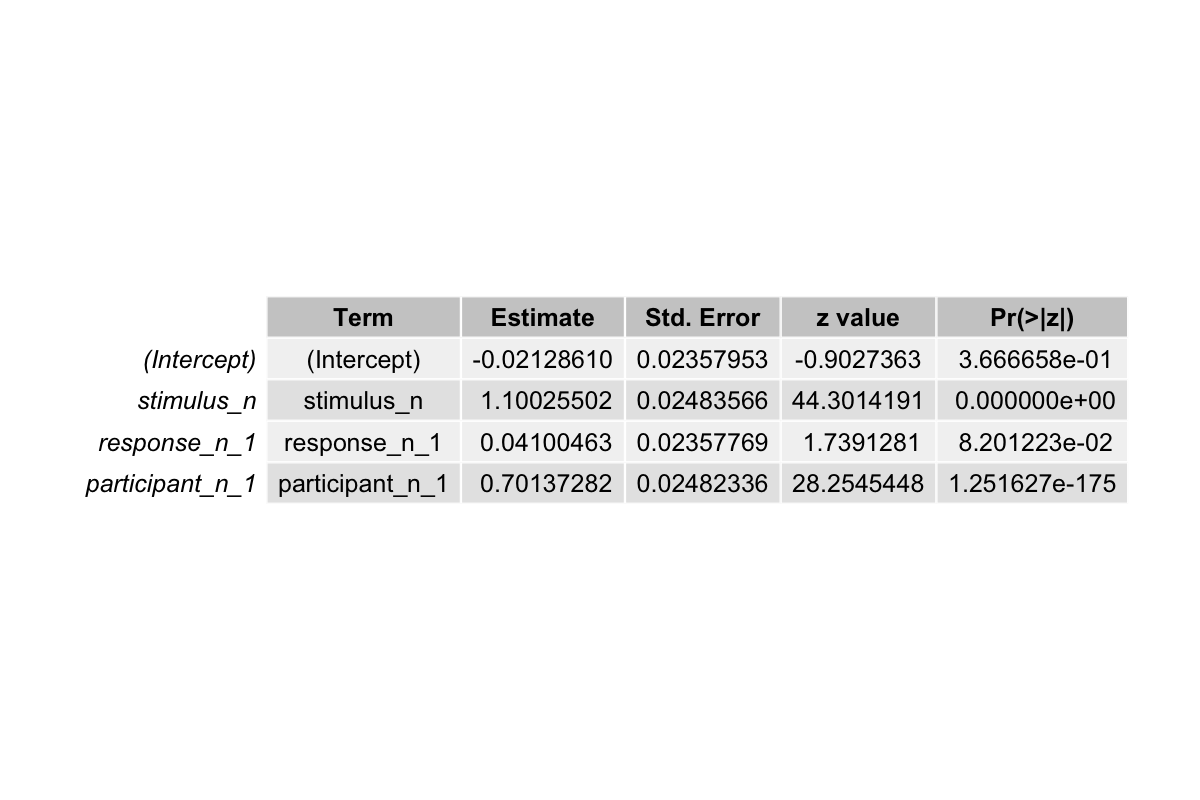 Term Estimate Std. Error z value Pr(>|z|)
(Intercept) (Intercept) -0.02128610 0.02357953 -0.9027363 3.666658e-01
stimulus_n stimulus_n 1.10025502 0.02483566 44.3014191 0.000000e+00
response_n_1 response_n_1 0.04100463 0.02357769 1.7391281 8.201223e-02
participant_n_1 participant_n_1 0.70137282 0.02482336 28.2545448 1.251627e-175